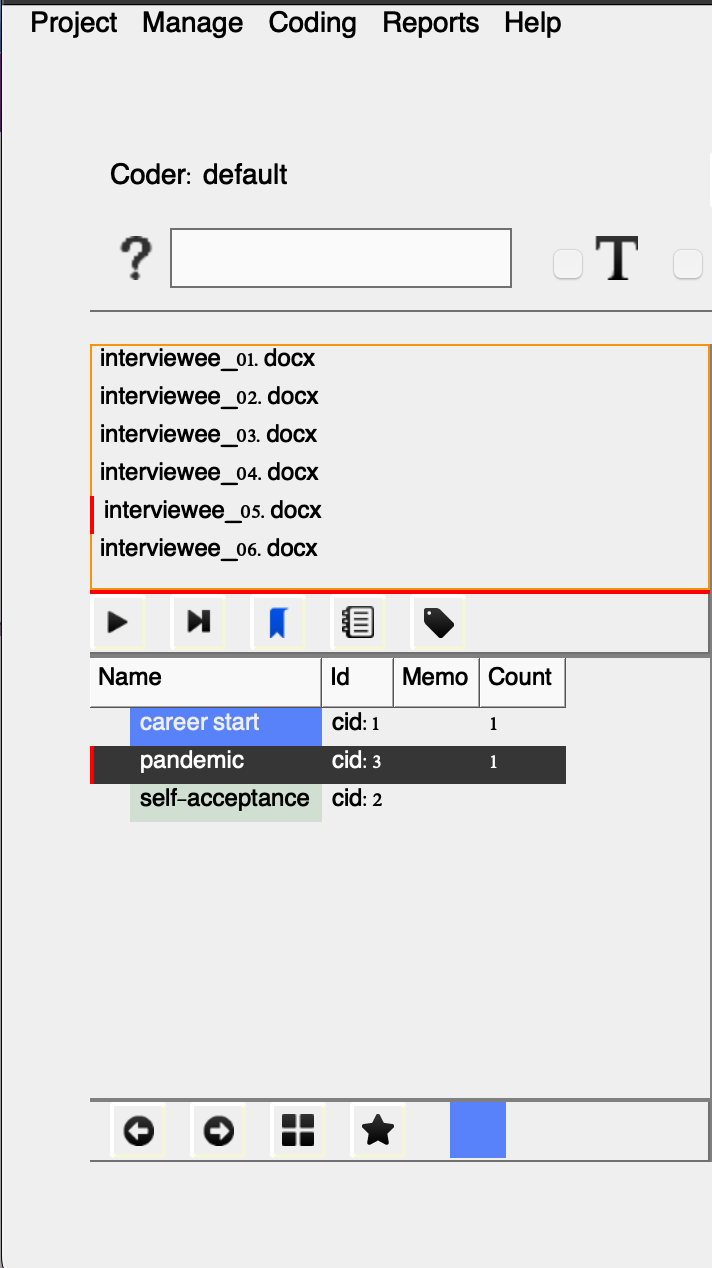 Project Manage Coding Reports Help
Coder: default
? T
interviewee_01. docx
interviewee_02. docx
interviewee_03. docx
interviewee_04. docx
interviewee_05. docx
interviewee_06. docx
Name Id Memo Count
career start cid: 1 1
pandemic cid: 3 1
self-acceptance cid: 2